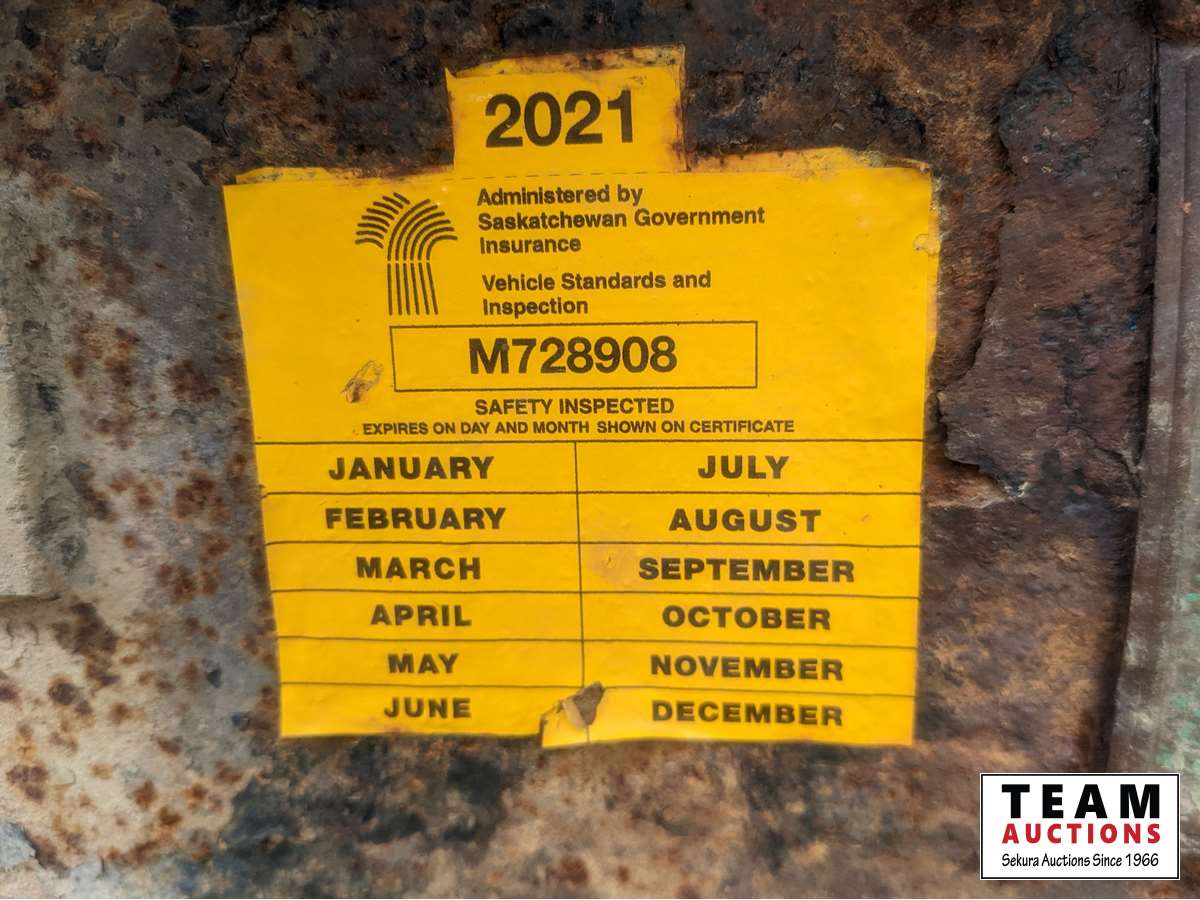 2021
Administered by
Saskatchewan Government
Insurance
Vehicle Standards and
Inspection
M728908
SAFETY INSPECTED
EXPIRES ON DAY AND MONTH SHOWN ON CERTIFICATE
JANUARY JULY
FEBRUARY AUGUST
MARCH SEPTEMBER
APRIL OCTOBER
MAY NOVEMBER
JUNE DECEMBER
TEAM
AUCTIONS
Sekura Auctions Since 1966